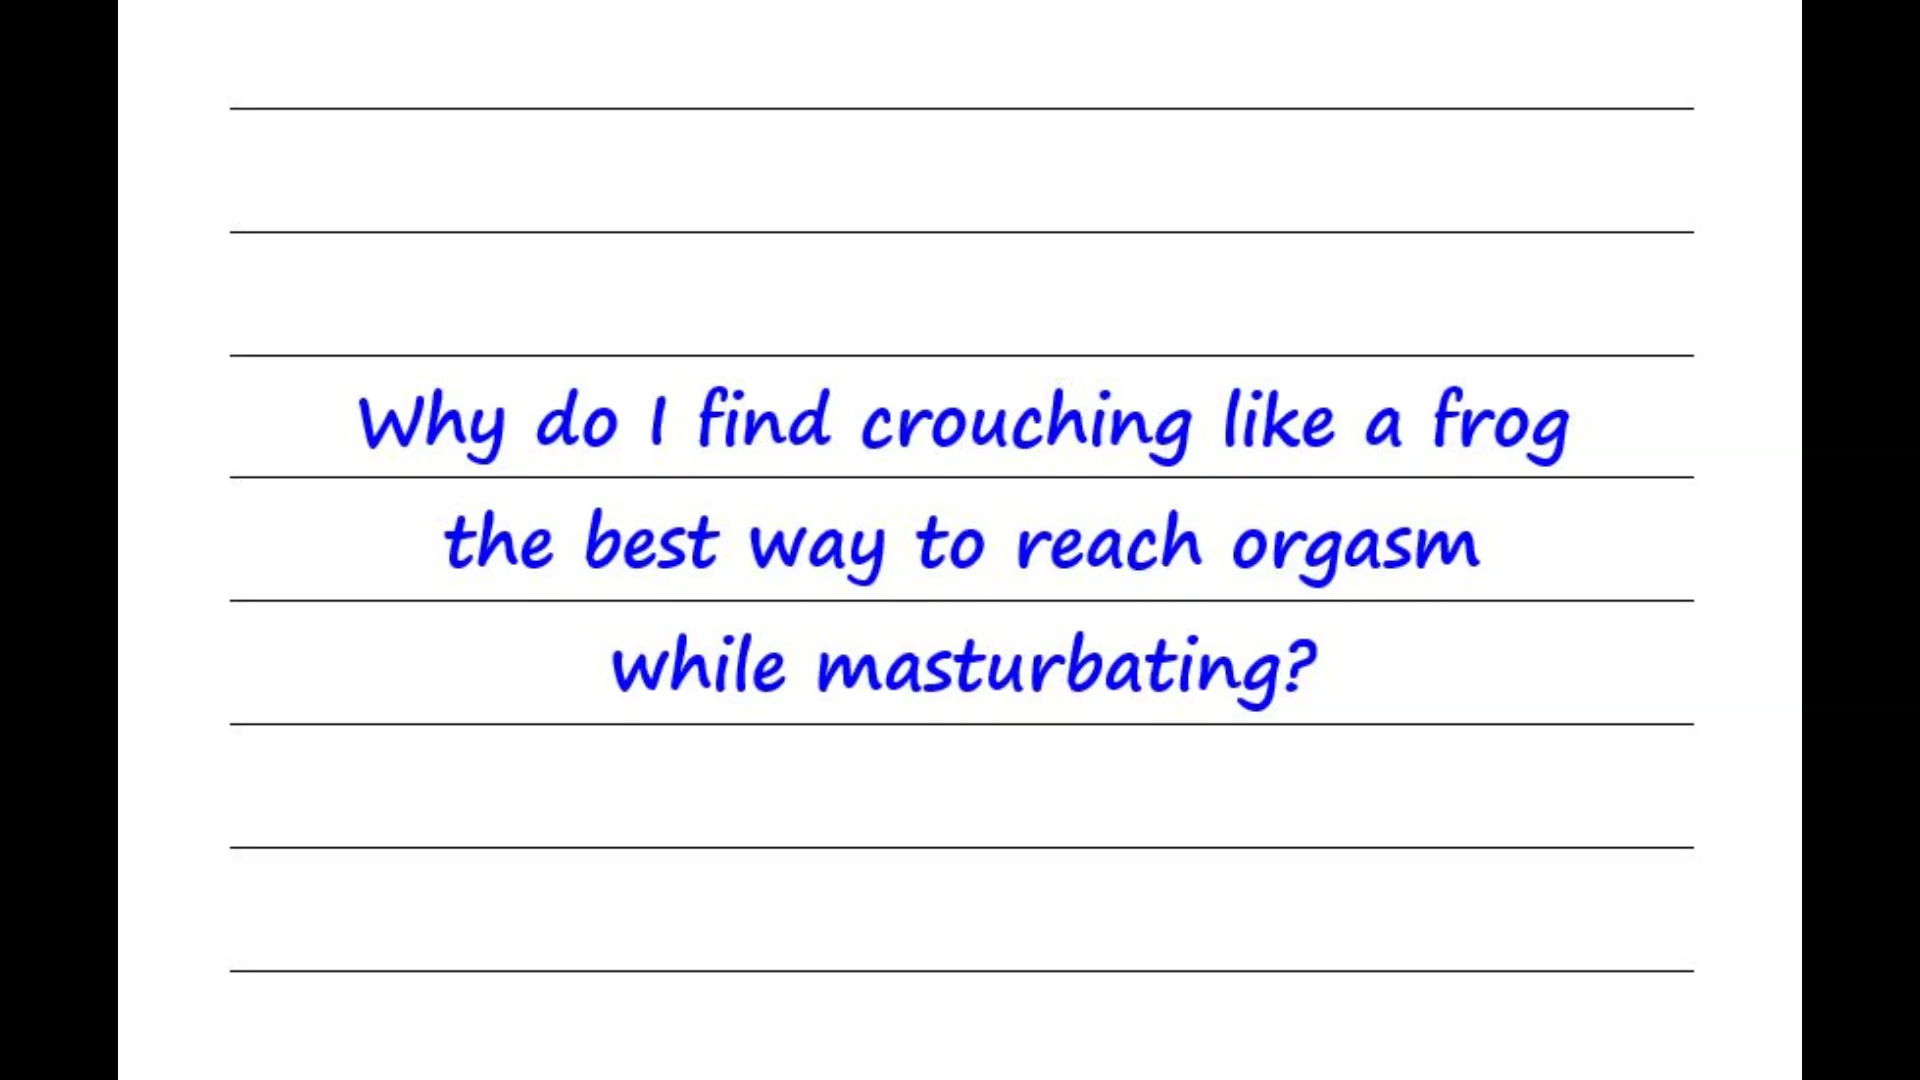 Why do I find crouching like a frog
the best way to reach orgasm
while masturbating?